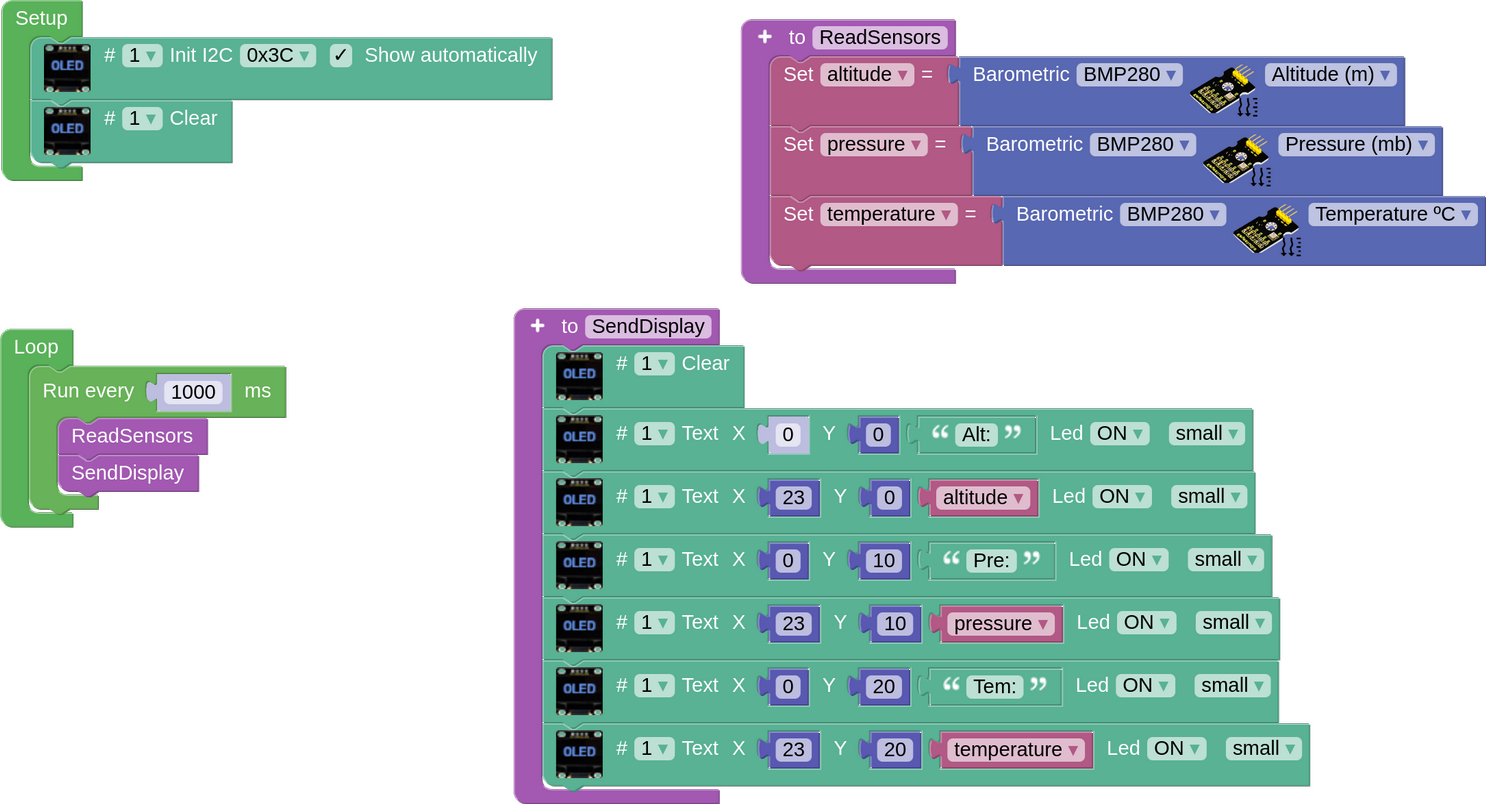 Setup
OLED # 1 Init I2C 0x3C ✓ Show automatically
OLED # 1 Clear
to ReadSensors
Set altitude = Barometric BMP280 Altitude (m)
Set pressure = Barometric BMP280 Pressure (mb)
Set temperature = Barometric BMP280 Temperature ºC
Loop
Run every 1000 ms
ReadSensors
SendDisplay
to SendDisplay
OLED # 1 Clear
OLED # 1 Text X 0 Y 0 “ Alt: ” Led ON small
OLED # 1 Text X 23 Y 0 altitude Led ON small
OLED # 1 Text X 0 Y 10 “ Pre: ” Led ON small
OLED # 1 Text X 23 Y 10 pressure Led ON small
OLED # 1 Text X 0 Y 20 “ Tem: ” Led ON small
OLED # 1 Text X 23 Y 20 temperature Led ON small